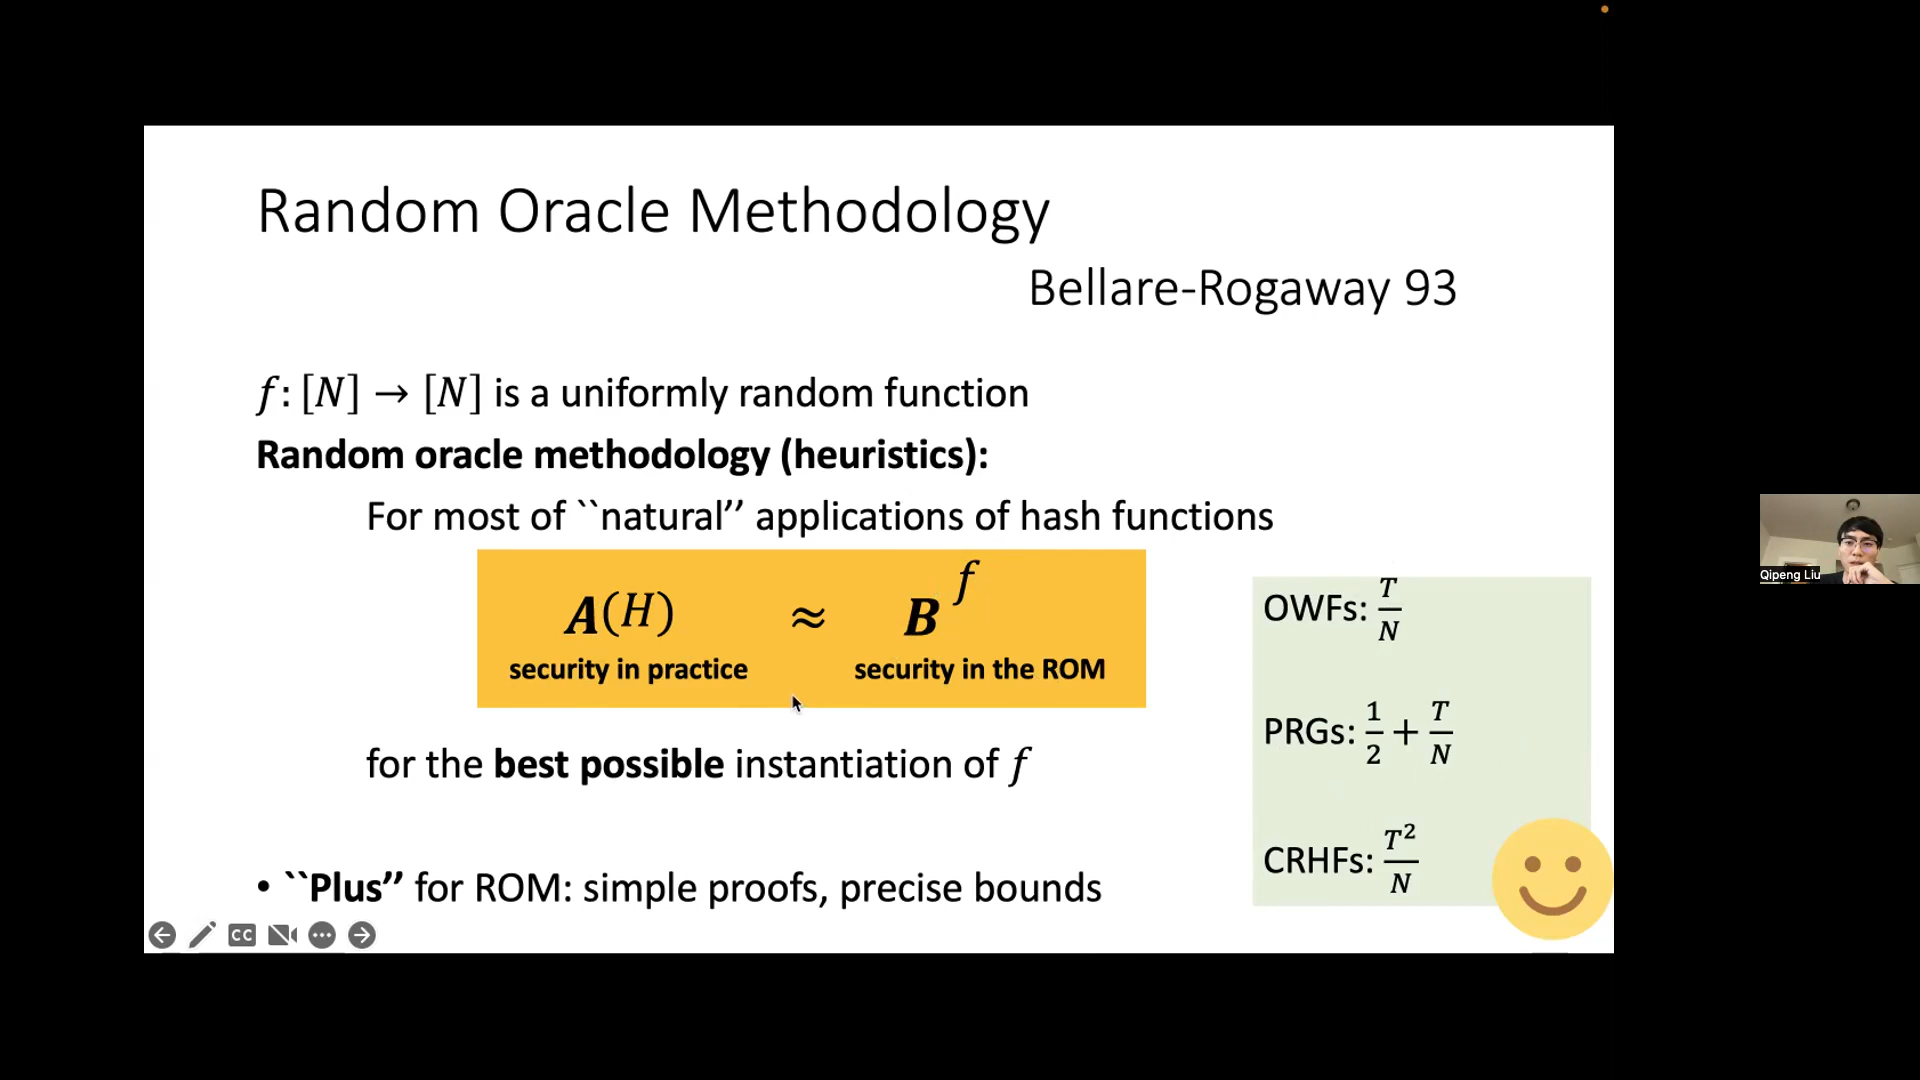 Random Oracle Methodology
Bellare-Rogaway 93
f: [N] → [N] is a uniformly random function
Random oracle methodology (heuristics):
For most of ``natural’’ applications of hash functions
A(H) ≈ B^f
security in practice security in the ROM
for the best possible instantiation of f
• ``Plus’’ for ROM: simple proofs, precise bounds
OWFs: T/N
PRGs: 1/2 + T/N
CRHFs: T²/N
CC
Qipeng Liu